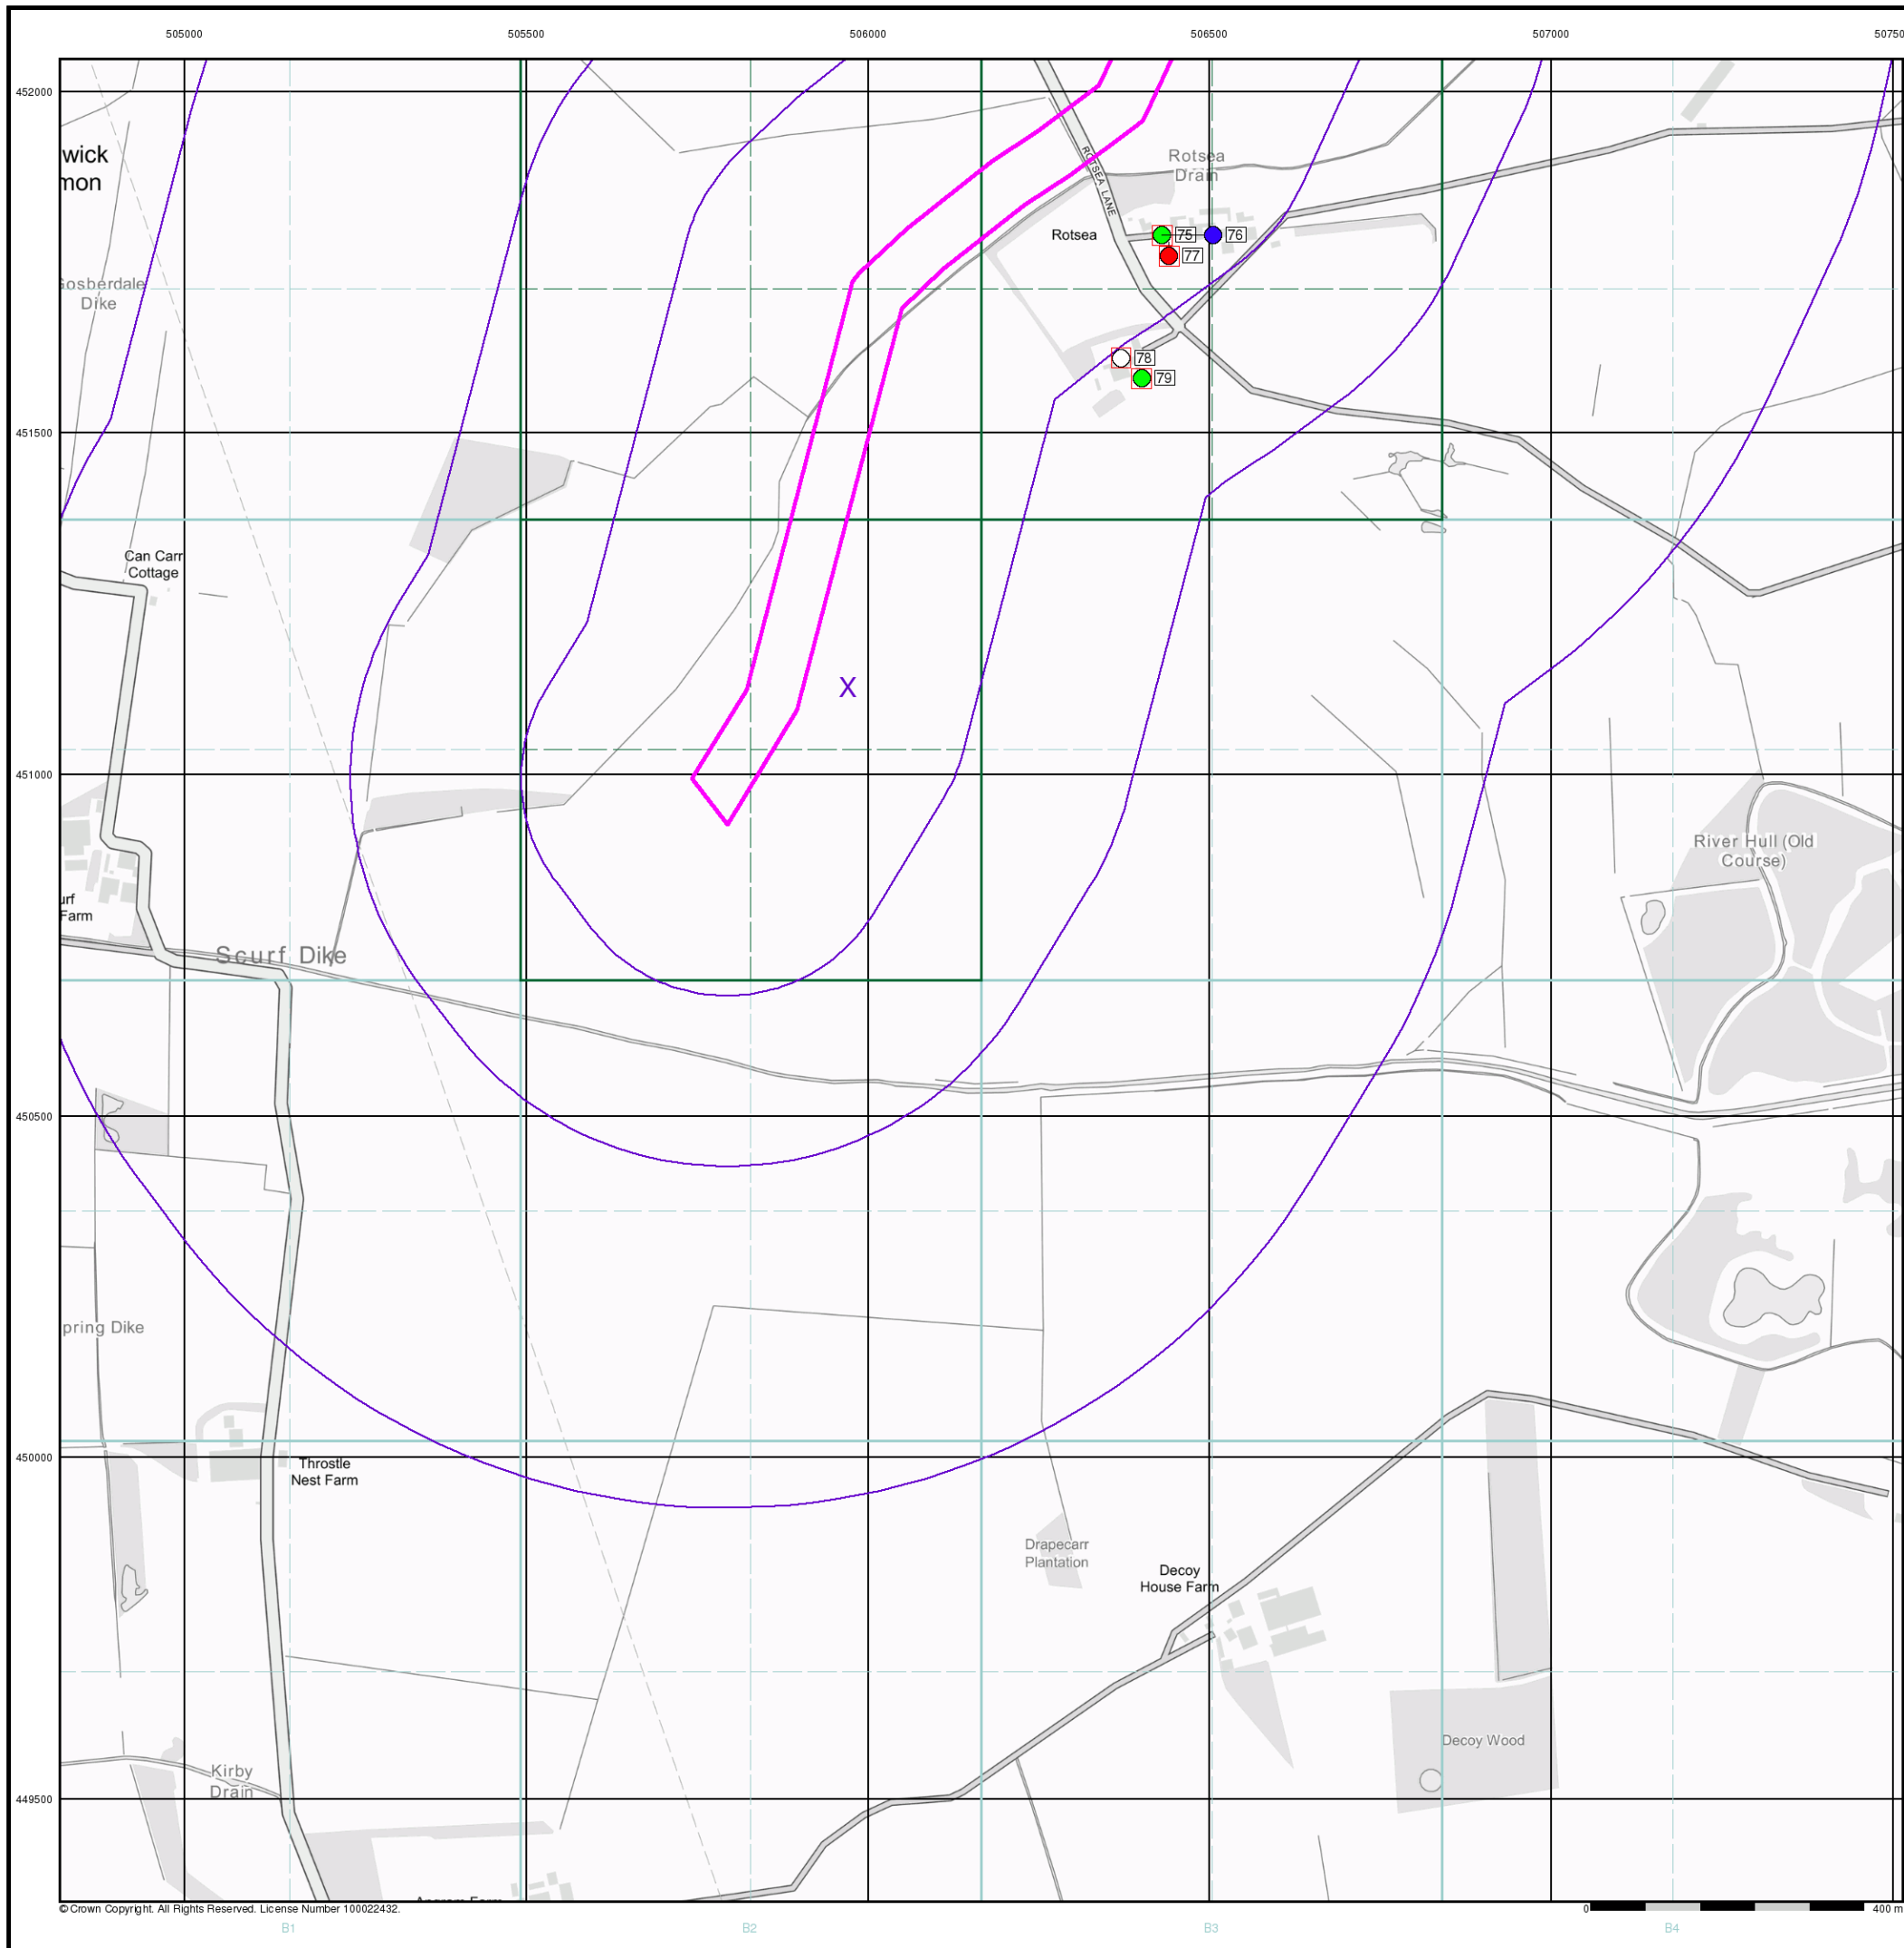 505000 505500 506000 506500 507000 50750
452000
wick
mon
ROTSEA LANE
Rotsea
Drain
Rotsea
75
76
77
Gosberdale
Dike
78
79
451500
Can Carr
Cottage
X
451000
River Hull (Old
Course)
urf
Farm
Scurf Dike
450500
pring Dike
450000
Throstle
Nest Farm
Drapecarr
Plantation
Decoy
House Farm
Decoy Wood
Kirby
Drain
449500
© Crown Copyright. All Rights Reserved. License Number 100022432.
0 400 m
B1 B2 B3 B4